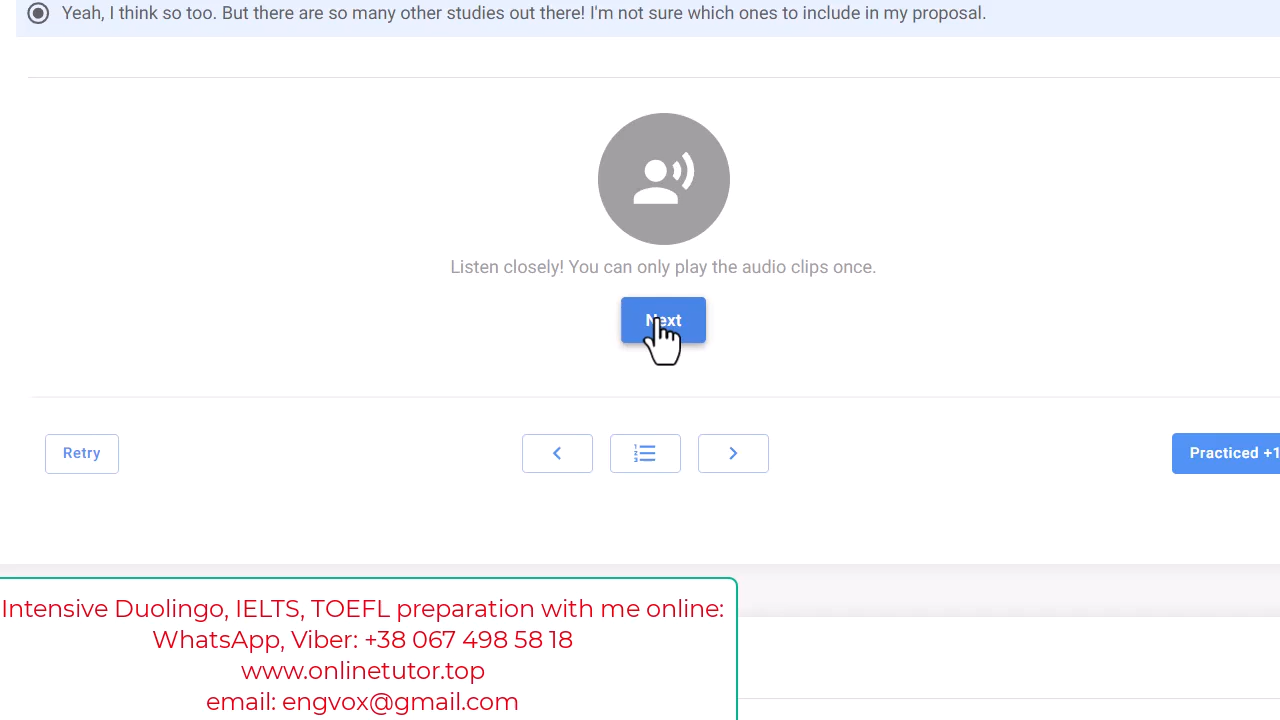 Yeah, I think so too. But there are so many other studies out there! I'm not sure which ones to include in my proposal.
Listen closely! You can only play the audio clips once.
Next
Retry
Practiced +1
Intensive Duolingo, IELTS, TOEFL preparation with me online:
WhatsApp, Viber: +38 067 498 58 18
www.onlinetutor.top
email: engvox@gmail.com